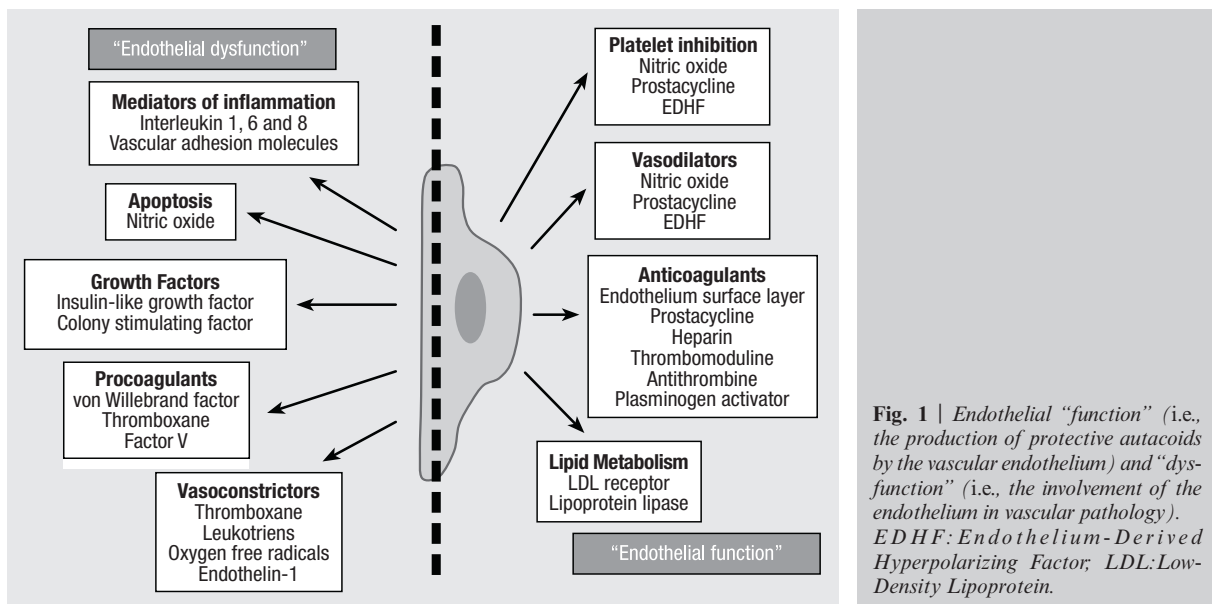 "Endothelial dysfunction"
Mediators of inflammation
Interleukin 1, 6 and 8
Vascular adhesion molecules
Apoptosis
Nitric oxide
Growth Factors
Insulin-like growth factor
Colony stimulating factor
Procoagulants
von Willebrand factor
Thromboxane
Factor V
Vasoconstrictors
Thromboxane
Leukotriens
Oxygen free radicals
Endothelin-1
Platelet inhibition
Nitric oxide
Prostacycline
EDHF
Vasodilators
Nitric oxide
Prostacycline
EDHF
Anticoagulants
Endothelium surface layer
Prostacycline
Heparin
Thrombomoduline
Antithrombine
Plasminogen activator
Lipid Metabolism
LDL receptor
Lipoprotein lipase
"Endothelial function"
Fig. 1 | Endothelial "function" (i.e.,
the production of protective autacoids
by the vascular endothelium) and "dys-
function" (i.e., the involvement of the
endothelium in vascular pathology).
EDHF: Endothelium-Derived
Hyperpolarizing Factor; LDL:Low-
Density Lipoprotein.